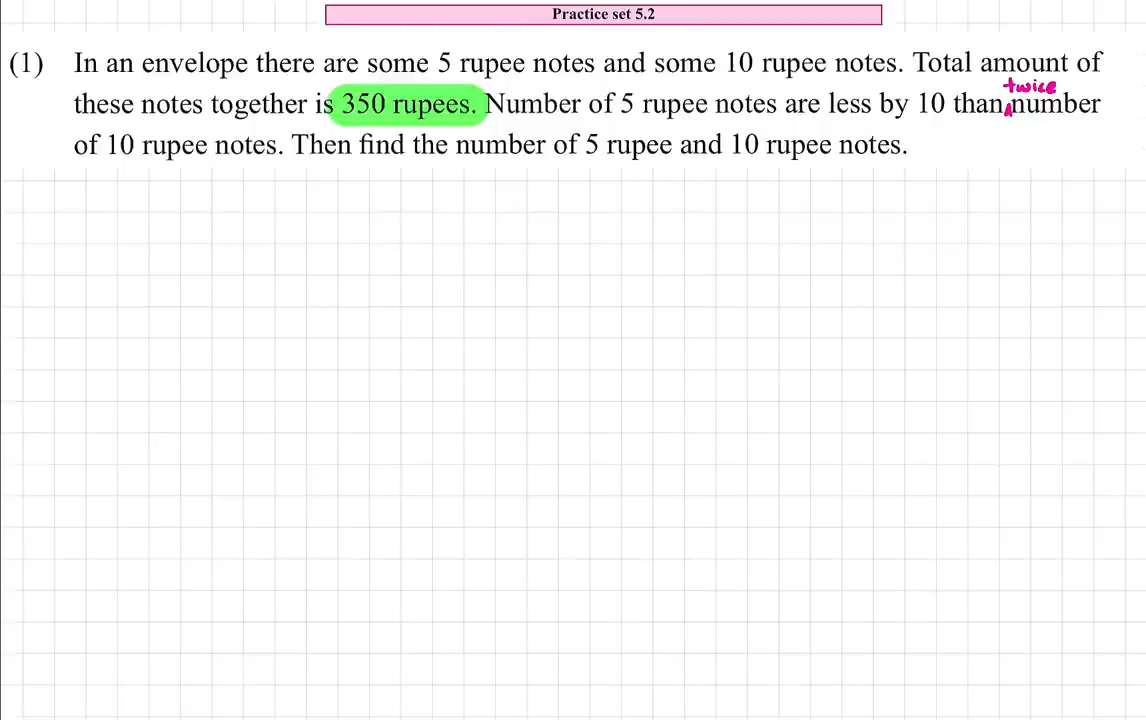 Practice set 5.2
(1) In an envelope there are some 5 rupee notes and some 10 rupee notes. Total amount of
twice
these notes together is 350 rupees. Number of 5 rupee notes are less by 10 than number
of 10 rupee notes. Then find the number of 5 rupee and 10 rupee notes.